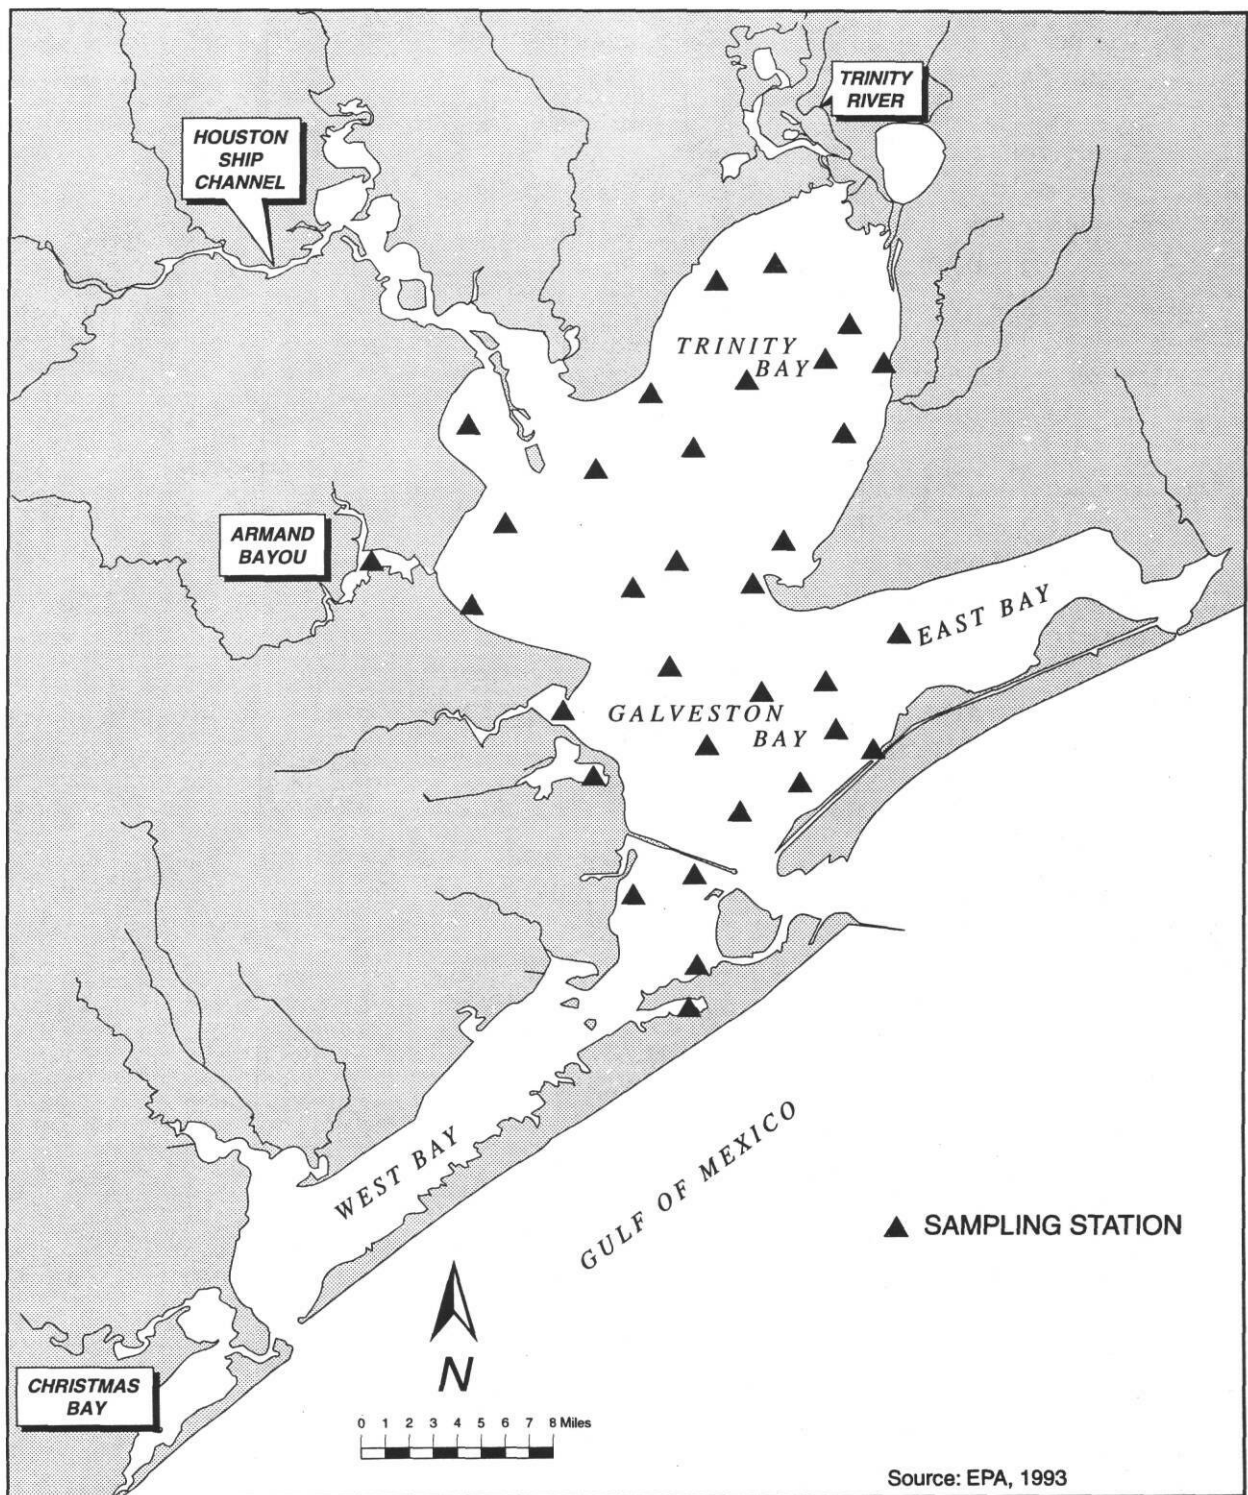 TRINITY
RIVER
HOUSTON
SHIP
CHANNEL
TRINITY
BAY
ARMAND
BAYOU
EAST BAY
GALVESTON
BAY
WEST BAY
GULF OF MEXICO
SAMPLING STATION
N
CHRISTMAS
BAY
0 1 2 3 4 5 6 7 8 Miles
Source: EPA, 1993